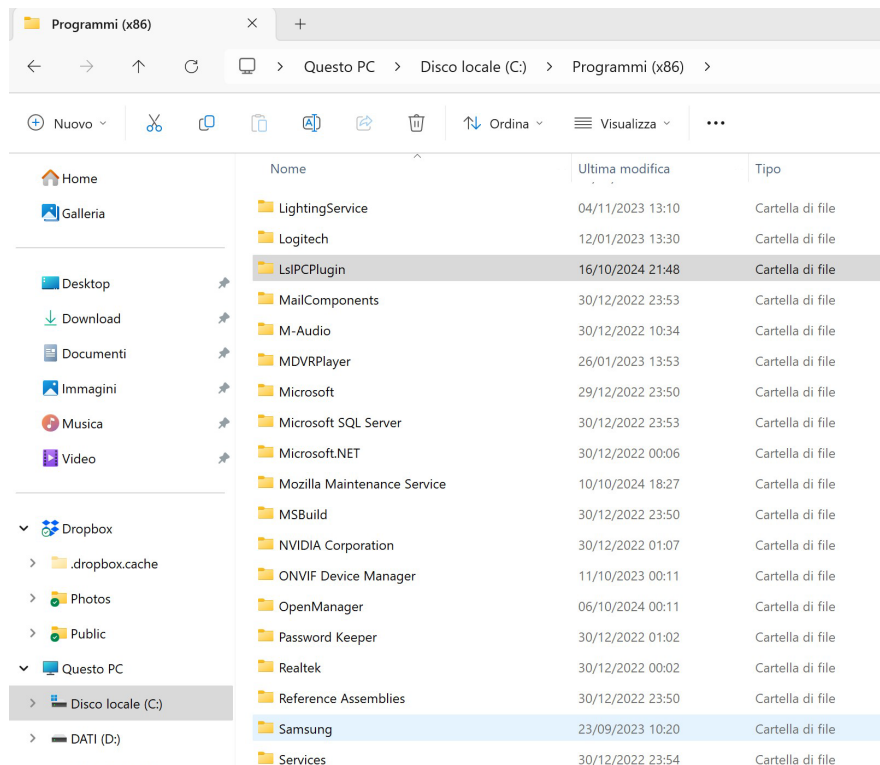 Programmi (x86)
Questo PC > Disco locale (C:) > Programmi (x86) >
Nuovo
Ordina
Visualizza
Nome Ultima modifica Tipo
Home
Galleria
Desktop
Download
Documenti
Immagini
Musica
Video
Dropbox
.dropbox.cache
Photos
Public
Questo PC
Disco locale (C:)
DATI (D:)
LightingService 04/11/2023 13:10 Cartella di file
Logitech 12/01/2023 13:30 Cartella di file
LsIPCPlugin 16/10/2024 21:48 Cartella di file
MailComponents 30/12/2022 23:53 Cartella di file
M-Audio 30/12/2022 10:34 Cartella di file
MDVRPlayer 26/01/2023 13:53 Cartella di file
Microsoft 29/12/2022 23:50 Cartella di file
Microsoft SQL Server 30/12/2022 23:53 Cartella di file
Microsoft.NET 30/12/2022 00:06 Cartella di file
Mozilla Maintenance Service 10/10/2024 18:27 Cartella di file
MSBuild 30/12/2022 23:50 Cartella di file
NVIDIA Corporation 30/12/2022 01:07 Cartella di file
ONVIF Device Manager 11/10/2023 00:11 Cartella di file
OpenManager 06/10/2024 00:11 Cartella di file
Password Keeper 30/12/2022 01:02 Cartella di file
Realtek 30/12/2022 00:02 Cartella di file
Reference Assemblies 30/12/2022 23:50 Cartella di file
Samsung 23/09/2023 10:20 Cartella di file
Services 30/12/2022 23:54 Cartella di file